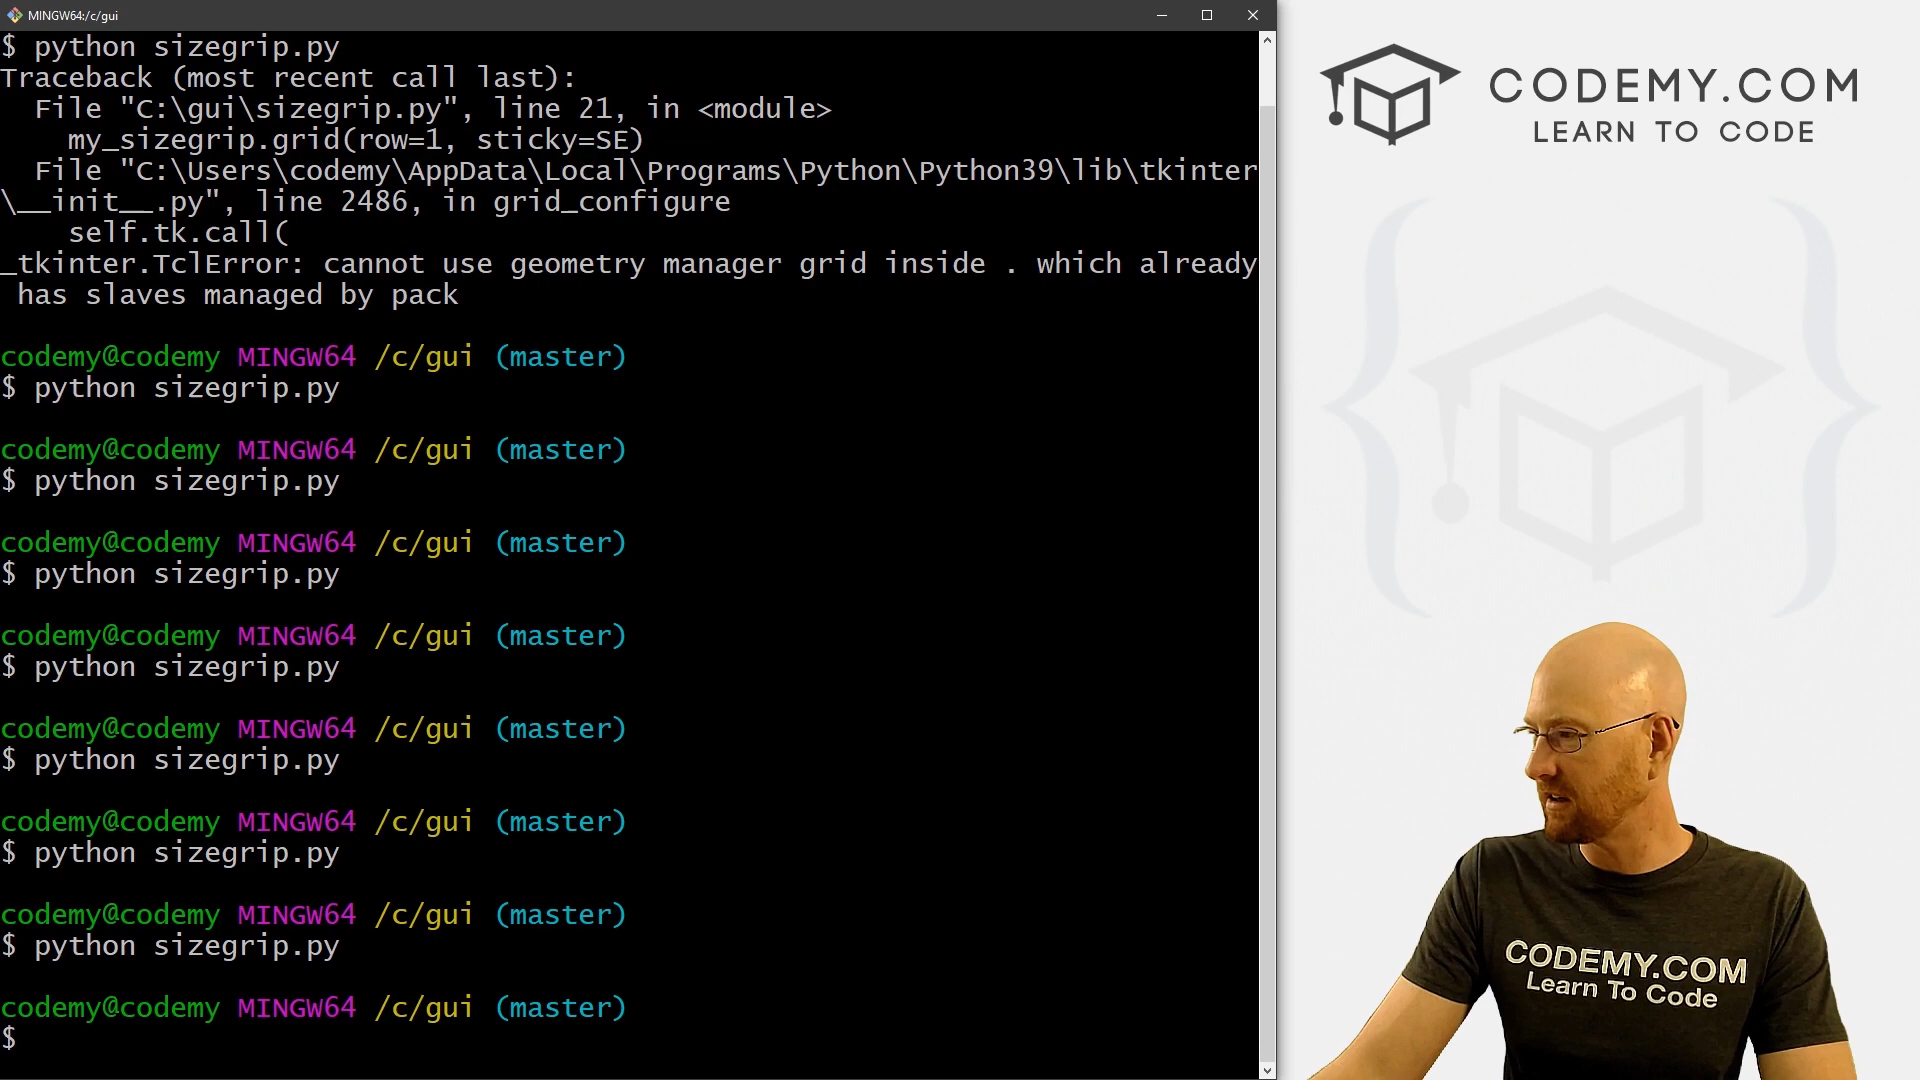 MINGW64:/c/gui
$ python sizegrip.py
Traceback (most recent call last):
  File "C:\gui\sizegrip.py", line 21, in <module>
    my_sizegrip.grid(row=1, sticky=SE)
  File "C:\Users\codemy\AppData\Local\Programs\Python\Python39\lib\tkinter
\__init__.py", line 2486, in grid_configure
    self.tk.call(
_tkinter.TclError: cannot use geometry manager grid inside . which already
 has slaves managed by pack
codemy@codemy MINGW64 /c/gui (master)
$ python sizegrip.py
codemy@codemy MINGW64 /c/gui (master)
$ python sizegrip.py
codemy@codemy MINGW64 /c/gui (master)
$ python sizegrip.py
codemy@codemy MINGW64 /c/gui (master)
$ python sizegrip.py
codemy@codemy MINGW64 /c/gui (master)
$ python sizegrip.py
codemy@codemy MINGW64 /c/gui (master)
$ python sizegrip.py
codemy@codemy MINGW64 /c/gui (master)
$ python sizegrip.py
codemy@codemy MINGW64 /c/gui (master)
$
CODEMY.COM
LEARN TO CODE
CODEMY.COM
Learn To Code